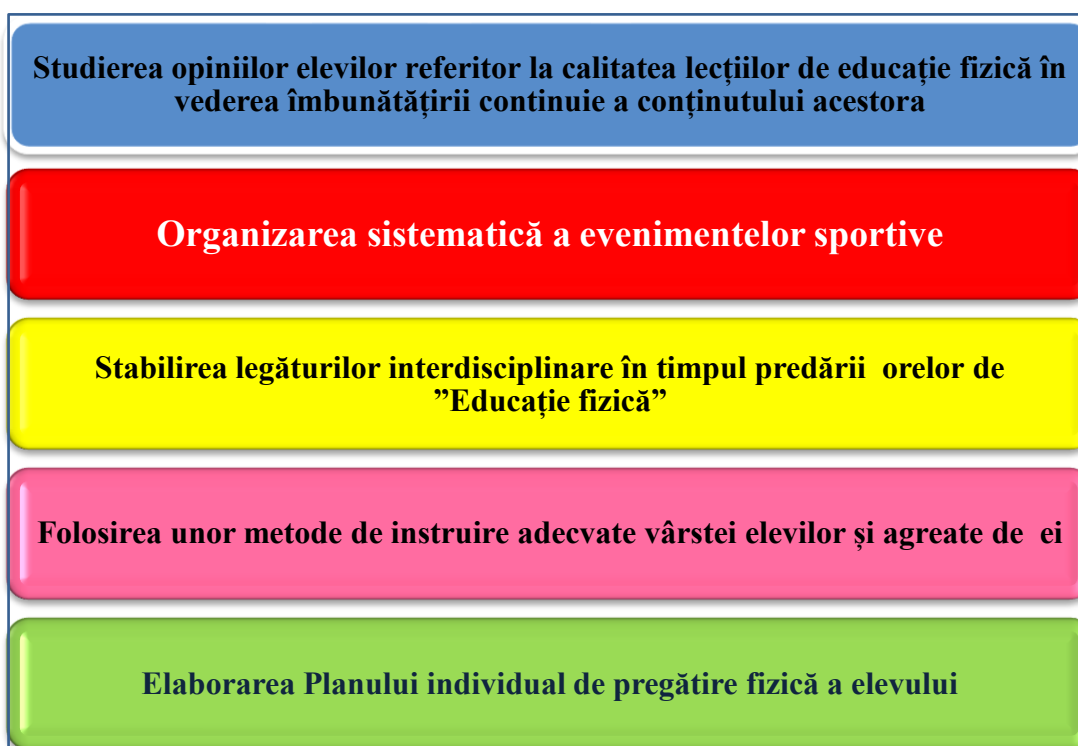 Studierea opiniilor elevilor referitor la calitatea lecțiilor de educație fizică în
vederea îmbunătățirii continuie a conținutului acestora
Organizarea sistematică a evenimentelor sportive
Stabilirea legăturilor interdisciplinare în timpul predării  orelor de
”Educație fizică”
Folosirea unor metode de instruire adecvate vârstei elevilor și agreate de  ei
Elaborarea Planului individual de pregătire fizică a elevului